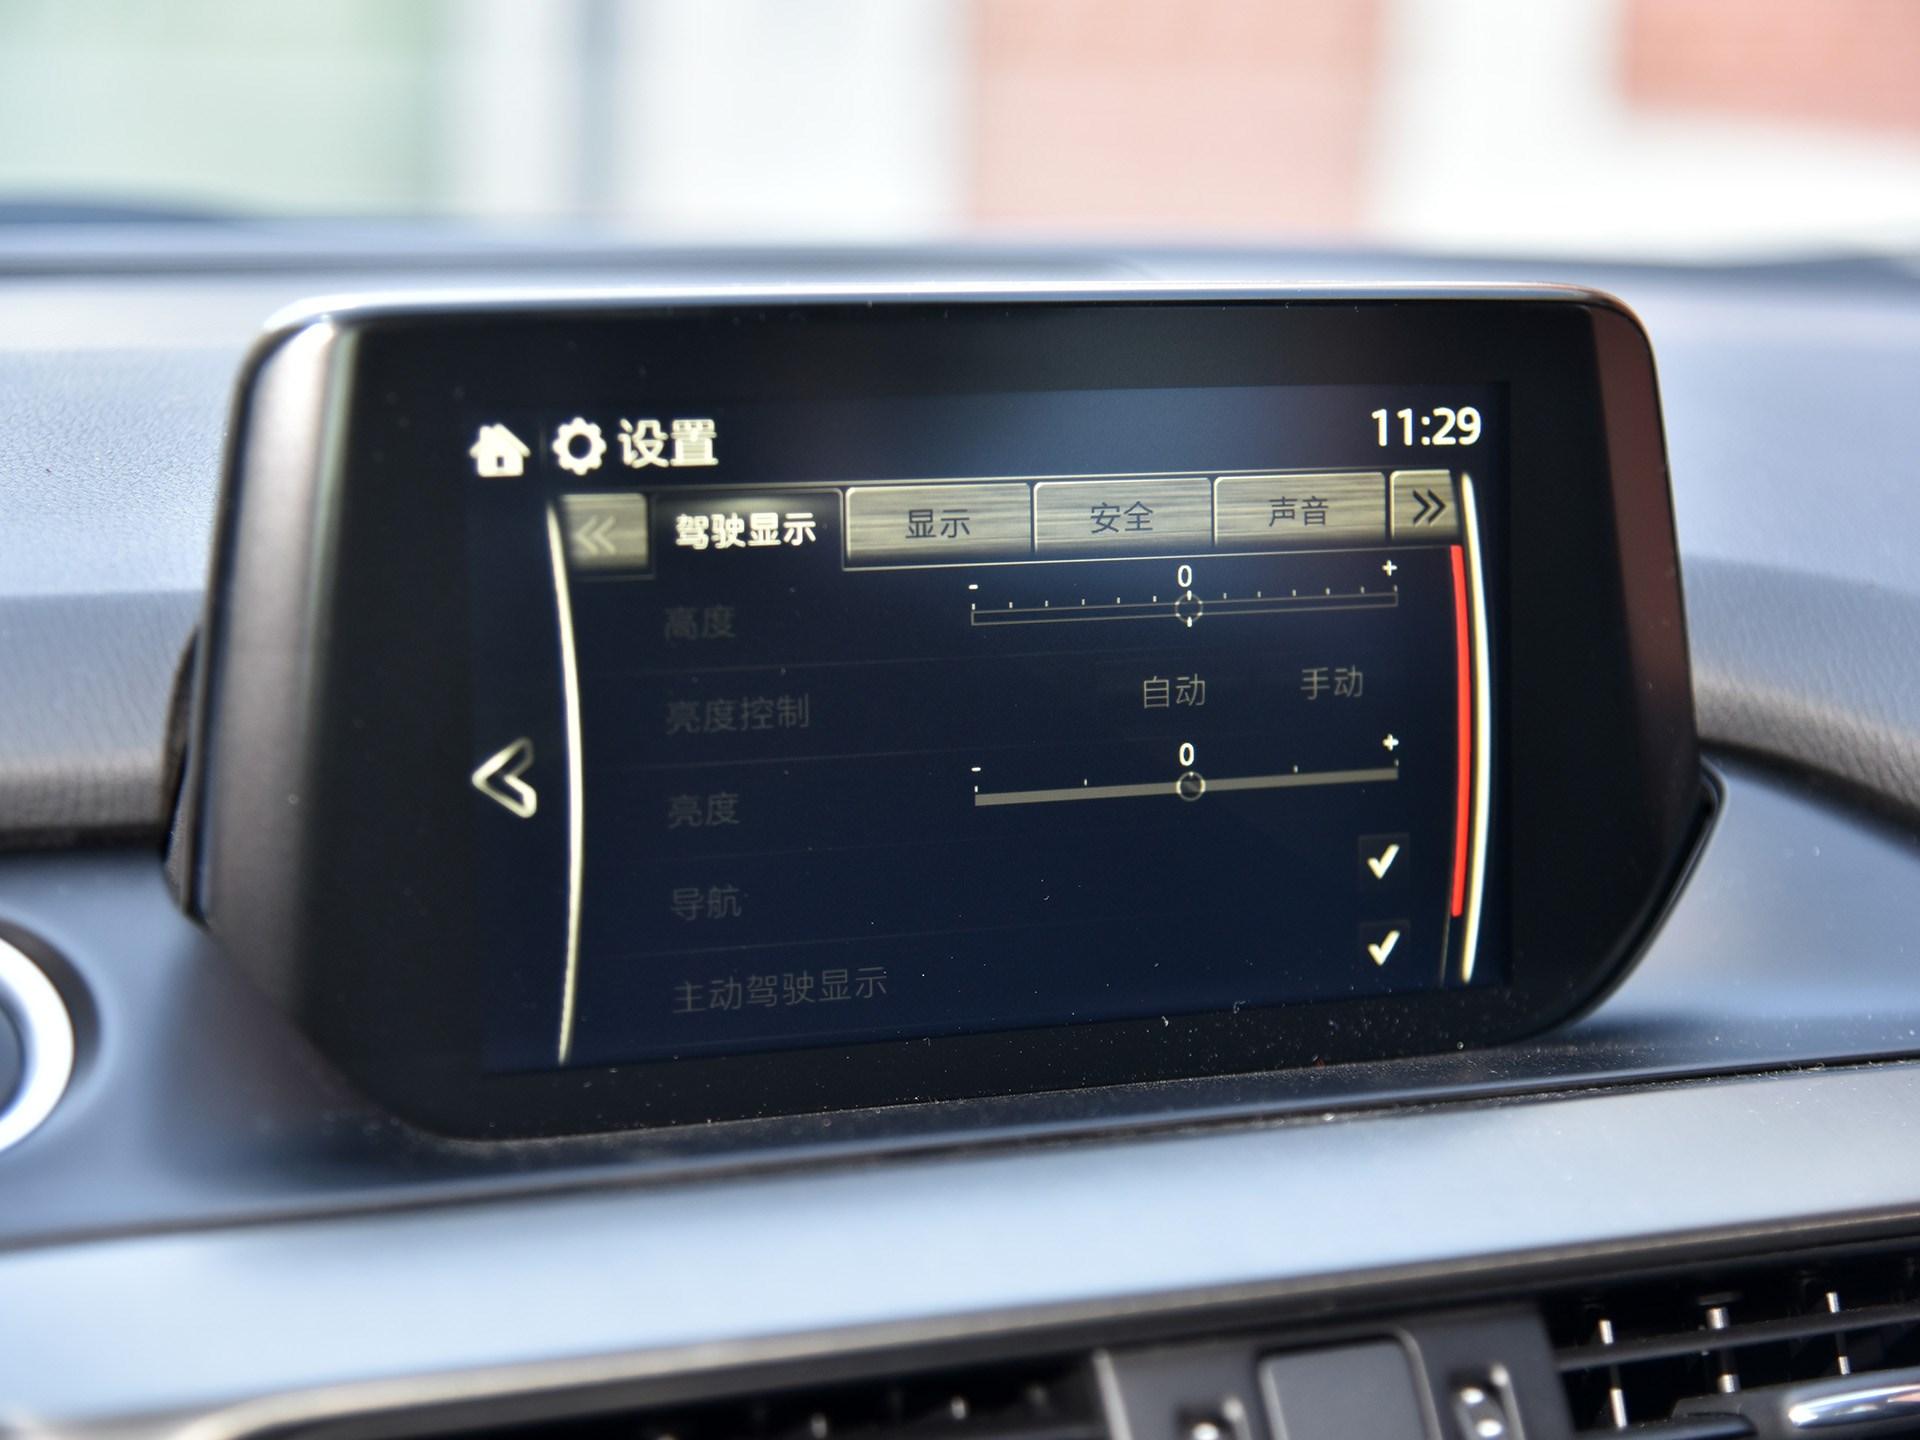 设置
11:29
驾驶显示 显示 安全 声音
高度 - 0 +
亮度控制 自动 手动
亮度 - 0 +
导航
主动驾驶显示